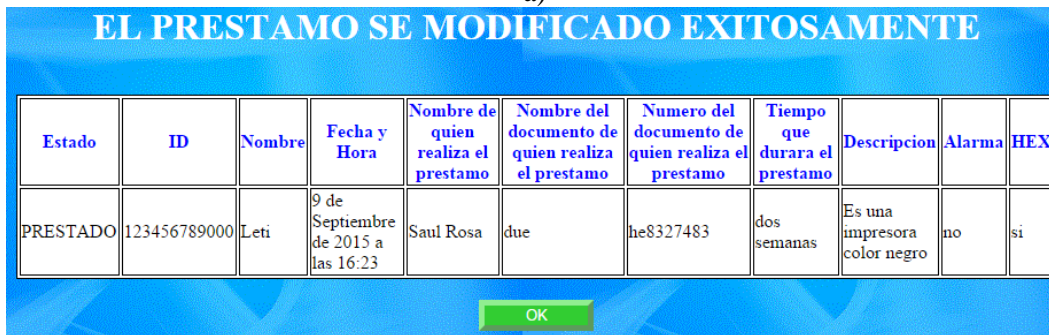 a)
EL PRESTAMO SE MODIFICADO EXITOSAMENTE
Estado
ID
Nombre
Fecha y
Hora
Nombre de
quien
realiza el
prestamo
Nombre del
documento de
quien realiza
el prestamo
Numero del
documento de
quien realiza el
prestamo
Tiempo
que
durara el
prestamo
Descripcion
Alarma
HEX
PRESTADO
123456789000
Leti
9 de
Septiembre
de 2015 a
las 16:23
Saul Rosa
due
he8327483
dos
semanas
Es una
impresora
color negro
no
si
OK